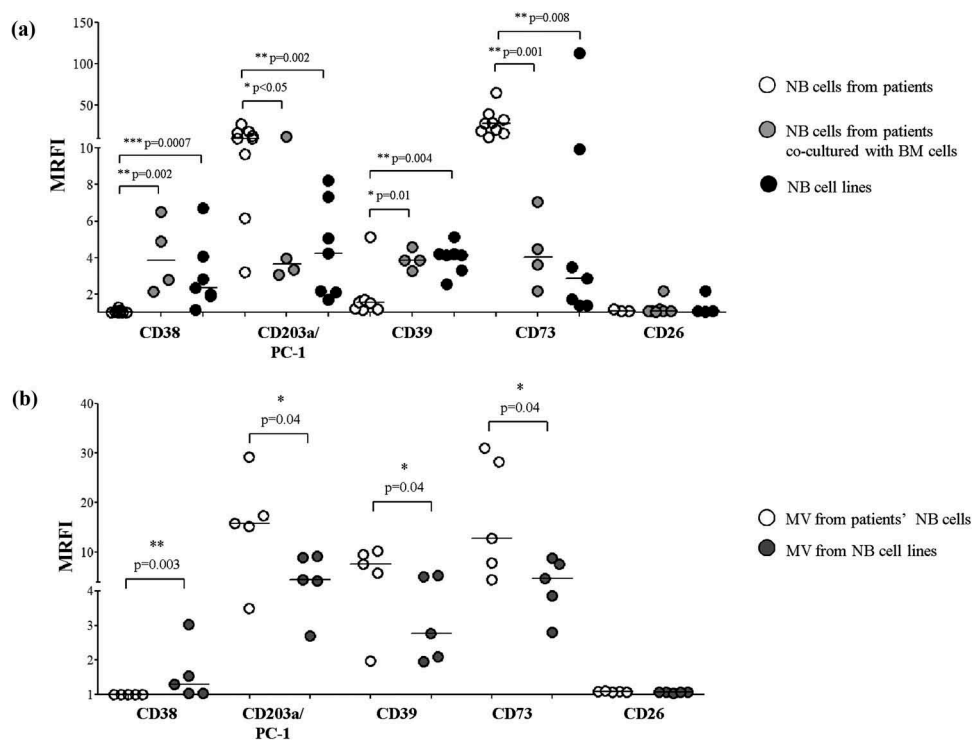 (a)
150
100
50
10
8
6
4
2
MRFI
*** p=0.0007
** p=0.002
** p=0.002
* p<0.05
** p=0.004
* p=0.01
** p=0.008
** p=0.001
CD38
CD203a/
PC-1
CD39
CD73
CD26
NB cells from patients
NB cells from patients
co-cultured with BM cells
NB cell lines
(b)
40
30
20
10
4
3
2
1
MRFI
**
p=0.003
*
p=0.04
*
p=0.04
*
p=0.04
CD38
CD203a/
PC-1
CD39
CD73
CD26
MV from patients’ NB cells
MV from NB cell lines